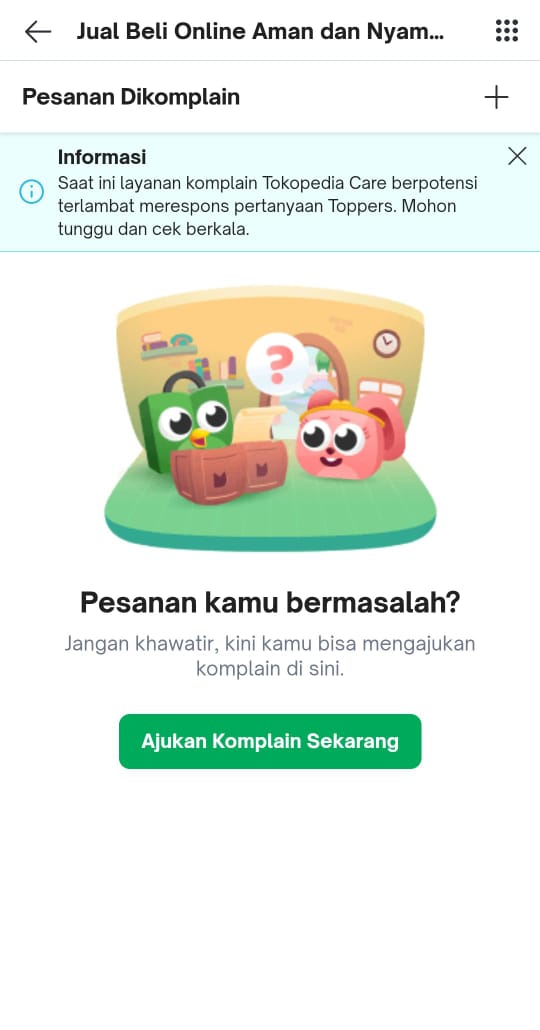 Jual Beli Online Aman dan Nyam...
Pesanan Dikomplain
Informasi
Saat ini layanan komplain Tokopedia Care berpotensi
terlambat merespons pertanyaan Toppers. Mohon
tunggu dan cek berkala.
?
Pesanan kamu bermasalah?
Jangan khawatir, kini kamu bisa mengajukan
komplain di sini.
Ajukan Komplain Sekarang